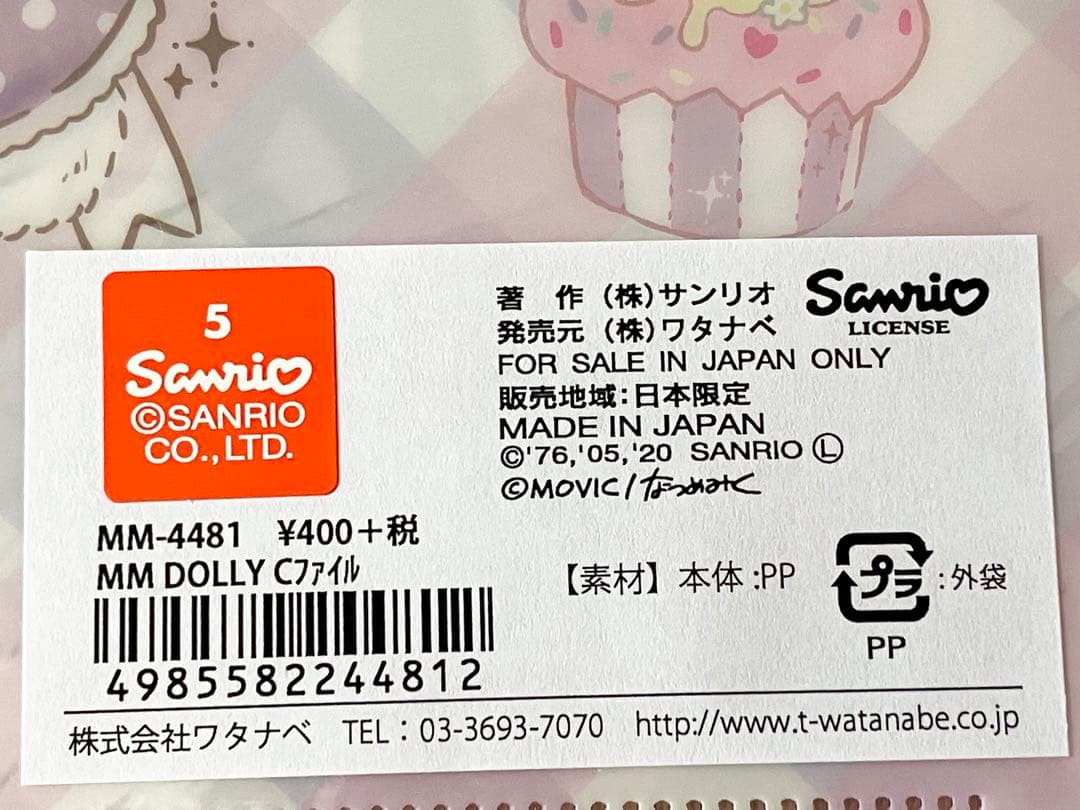 5
Sanrio
©SANRIO
CO.,LTD.
著　作 (株)サンリオ
Sanrio
LICENSE
発売元 (株)ワタナベ
FOR SALE IN JAPAN ONLY
販売地域:日本限定
MADE IN JAPAN
©'76,'05,'20 SANRIO Ⓛ
©MOVIC/なつめみく
MM-4481　¥400+税
MM DOLLY Cﾌｧｲﾙ
【素材】本体:PP
プラ:外袋
PP
4985582244812
株式会社ワタナベ　TEL：03-3693-7070　http://www.t-watanabe.co.jp